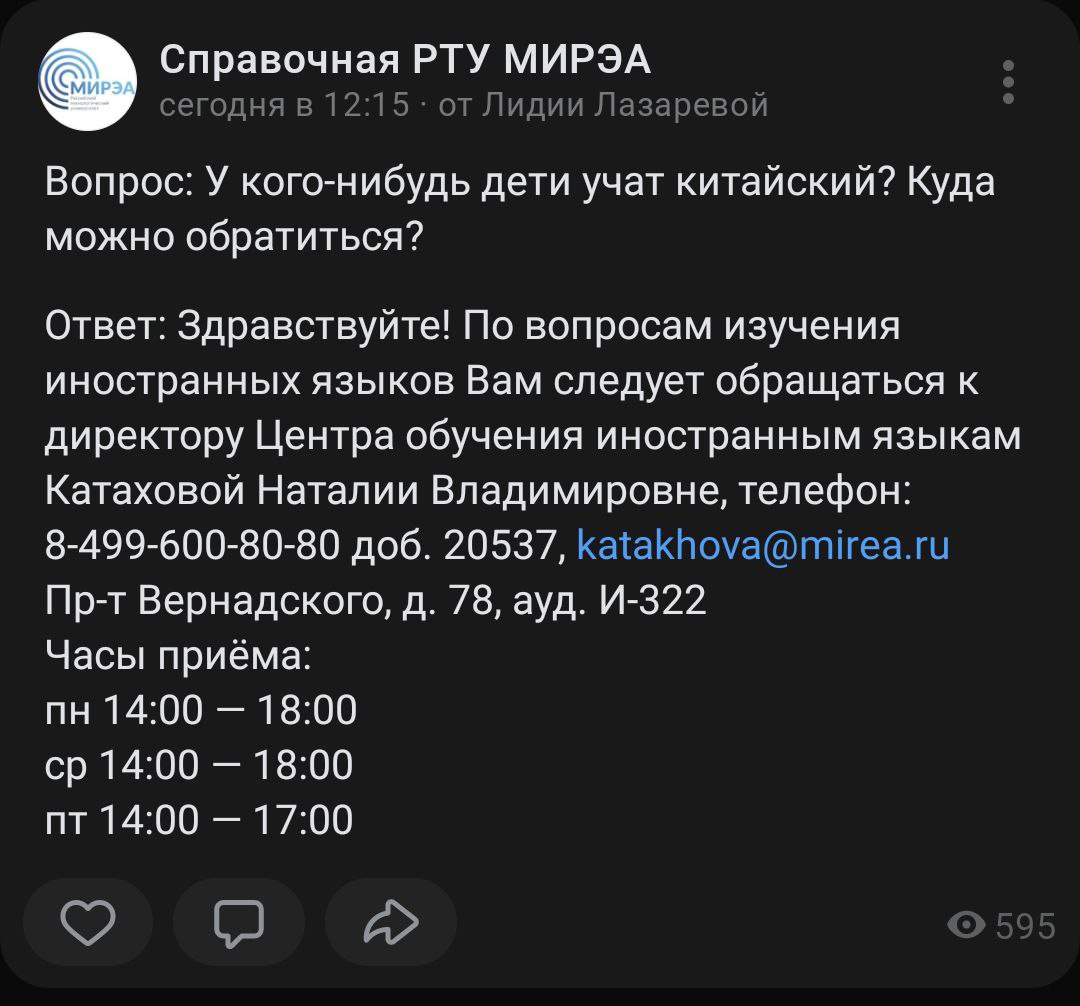 МИРЭА
Справочная РТУ МИРЭА
сегодня в 12:15 · от Лидии Лазаревой
Вопрос: У кого-нибудь дети учат китайский? Куда
можно обратиться?
Ответ: Здравствуйте! По вопросам изучения
иностранных языков Вам следует обращаться к
директору Центра обучения иностранным языкам
Катаховой Наталии Владимировне, телефон:
8-499-600-80-80 доб. 20537, katakhova@mirea.ru
Пр-т Вернадского, д. 78, ауд. И-322
Часы приёма:
пн 14:00 — 18:00
ср 14:00 — 18:00
пт 14:00 — 17:00
595